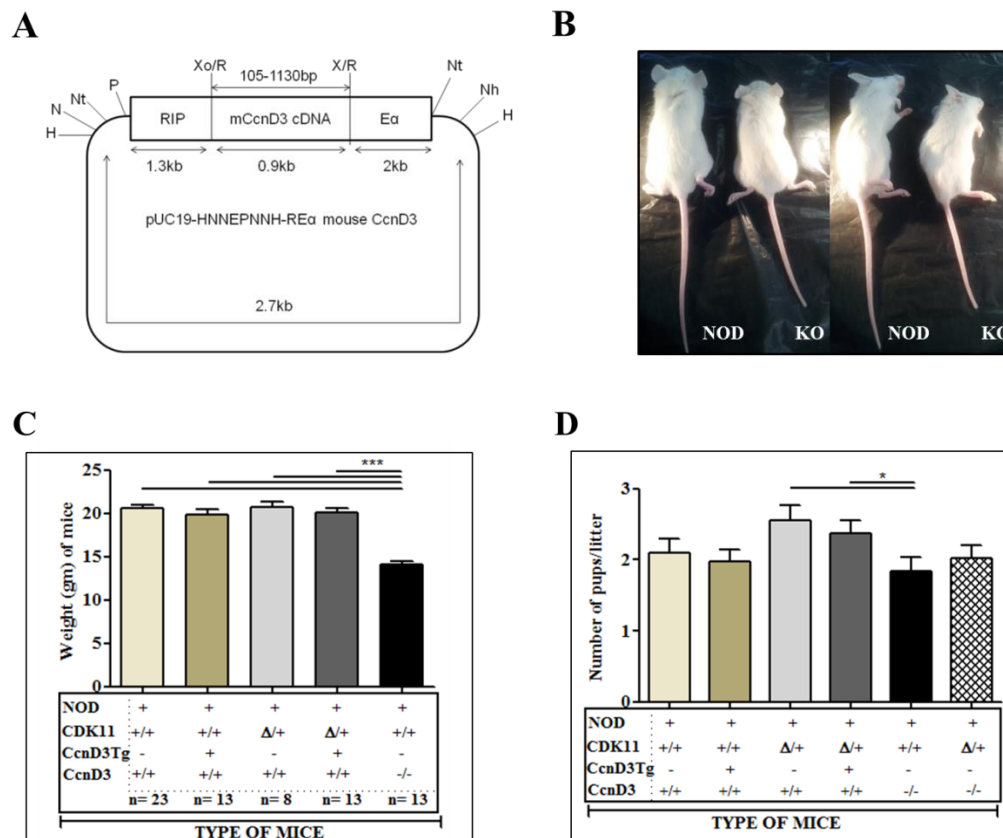 A
Xo/R 105-1130bp X/R
Nt P Nt Nh
N H
H
RIP mCcnD3 cDNA Eα
1.3kb 0.9kb 2kb
pUC19-HNNEPNNH-REα mouse CcnD3
2.7kb
B
NOD KO NOD KO
C
***
Weight (gm) of mice
25
20
15
10
5
0
NOD + + + + +
CDK11 +/+ +/+ Δ/+ Δ/+ +/+
CcnD3Tg - + - + -
CcnD3 +/+ +/+ +/+ +/+ -/-
n= 23 n= 13 n= 8 n= 13 n= 13
TYPE OF MICE
D
*
Number of pups/litter
3
2
1
0
NOD + + + + + +
CDK11 +/+ +/+ Δ/+ Δ/+ +/+ Δ/+
CcnD3Tg - + - + - -
CcnD3 +/+ +/+ +/+ +/+ -/- -/-
TYPE OF MICE